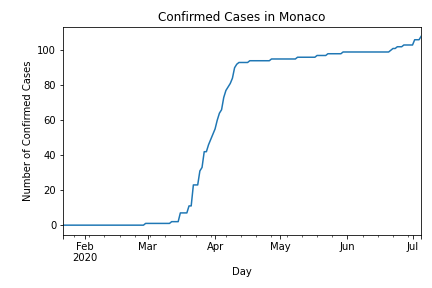 Confirmed Cases in Monaco
Number of Confirmed Cases
100
80
60
40
20
0
Feb Mar Apr May Jun Jul
2020
Day